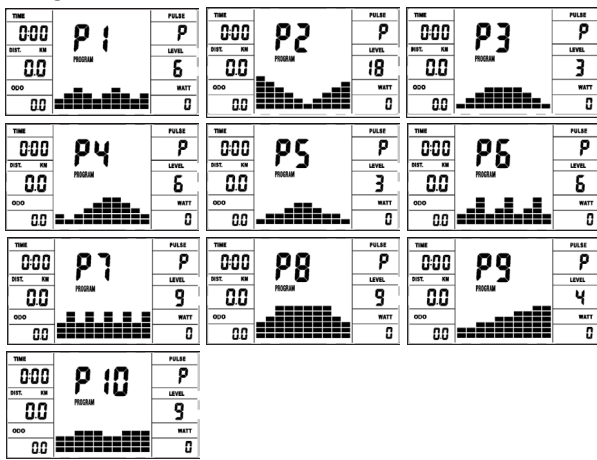 TIME
0:00
DIST. KM
0.0
ODO
0.0
P1
PROGRAM
PULSE
P
LEVEL
6
WATT
0
TIME
0:00
DIST. KM
0.0
ODO
0.0
P2
PROGRAM
PULSE
P
LEVEL
18
WATT
0
TIME
0:00
DIST. KM
0.0
ODO
0.0
P3
PROGRAM
PULSE
P
LEVEL
3
WATT
0
TIME
0:00
DIST. KM
0.0
ODO
0.0
P4
PROGRAM
PULSE
P
LEVEL
6
WATT
0
TIME
0:00
DIST. KM
0.0
ODO
0.0
P5
PROGRAM
PULSE
P
LEVEL
3
WATT
0
TIME
0:00
DIST. KM
0.0
ODO
0.0
P6
PROGRAM
PULSE
P
LEVEL
6
WATT
0
TIME
0:00
DIST. KM
0.0
ODO
0.0
P7
PROGRAM
PULSE
P
LEVEL
9
WATT
0
TIME
0:00
DIST. KM
0.0
ODO
0.0
P8
PROGRAM
PULSE
P
LEVEL
9
WATT
0
TIME
0:00
DIST. KM
0.0
ODO
0.0
P9
PROGRAM
PULSE
P
LEVEL
4
WATT
0
TIME
0:00
DIST. KM
0.0
ODO
0.0
P10
PROGRAM
PULSE
P
LEVEL
9
WATT
0